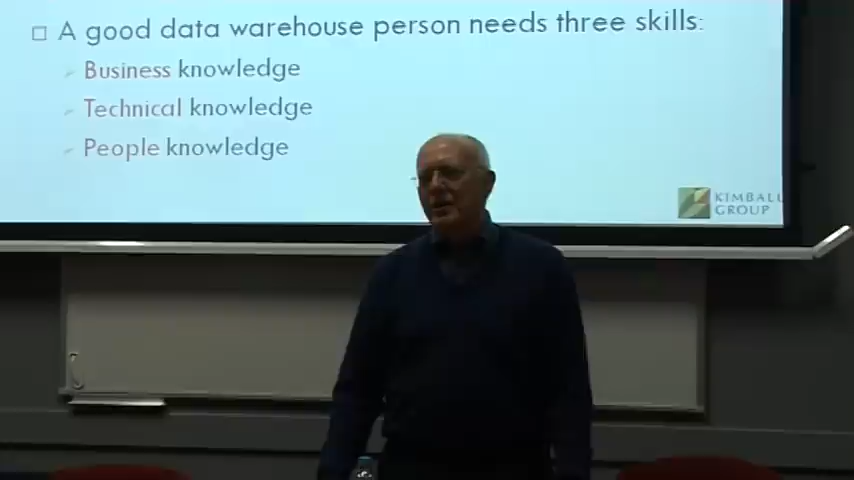 A good data warehouse person needs three skills:
Business knowledge
Technical knowledge
People knowledge
KIMBALL
GROUP